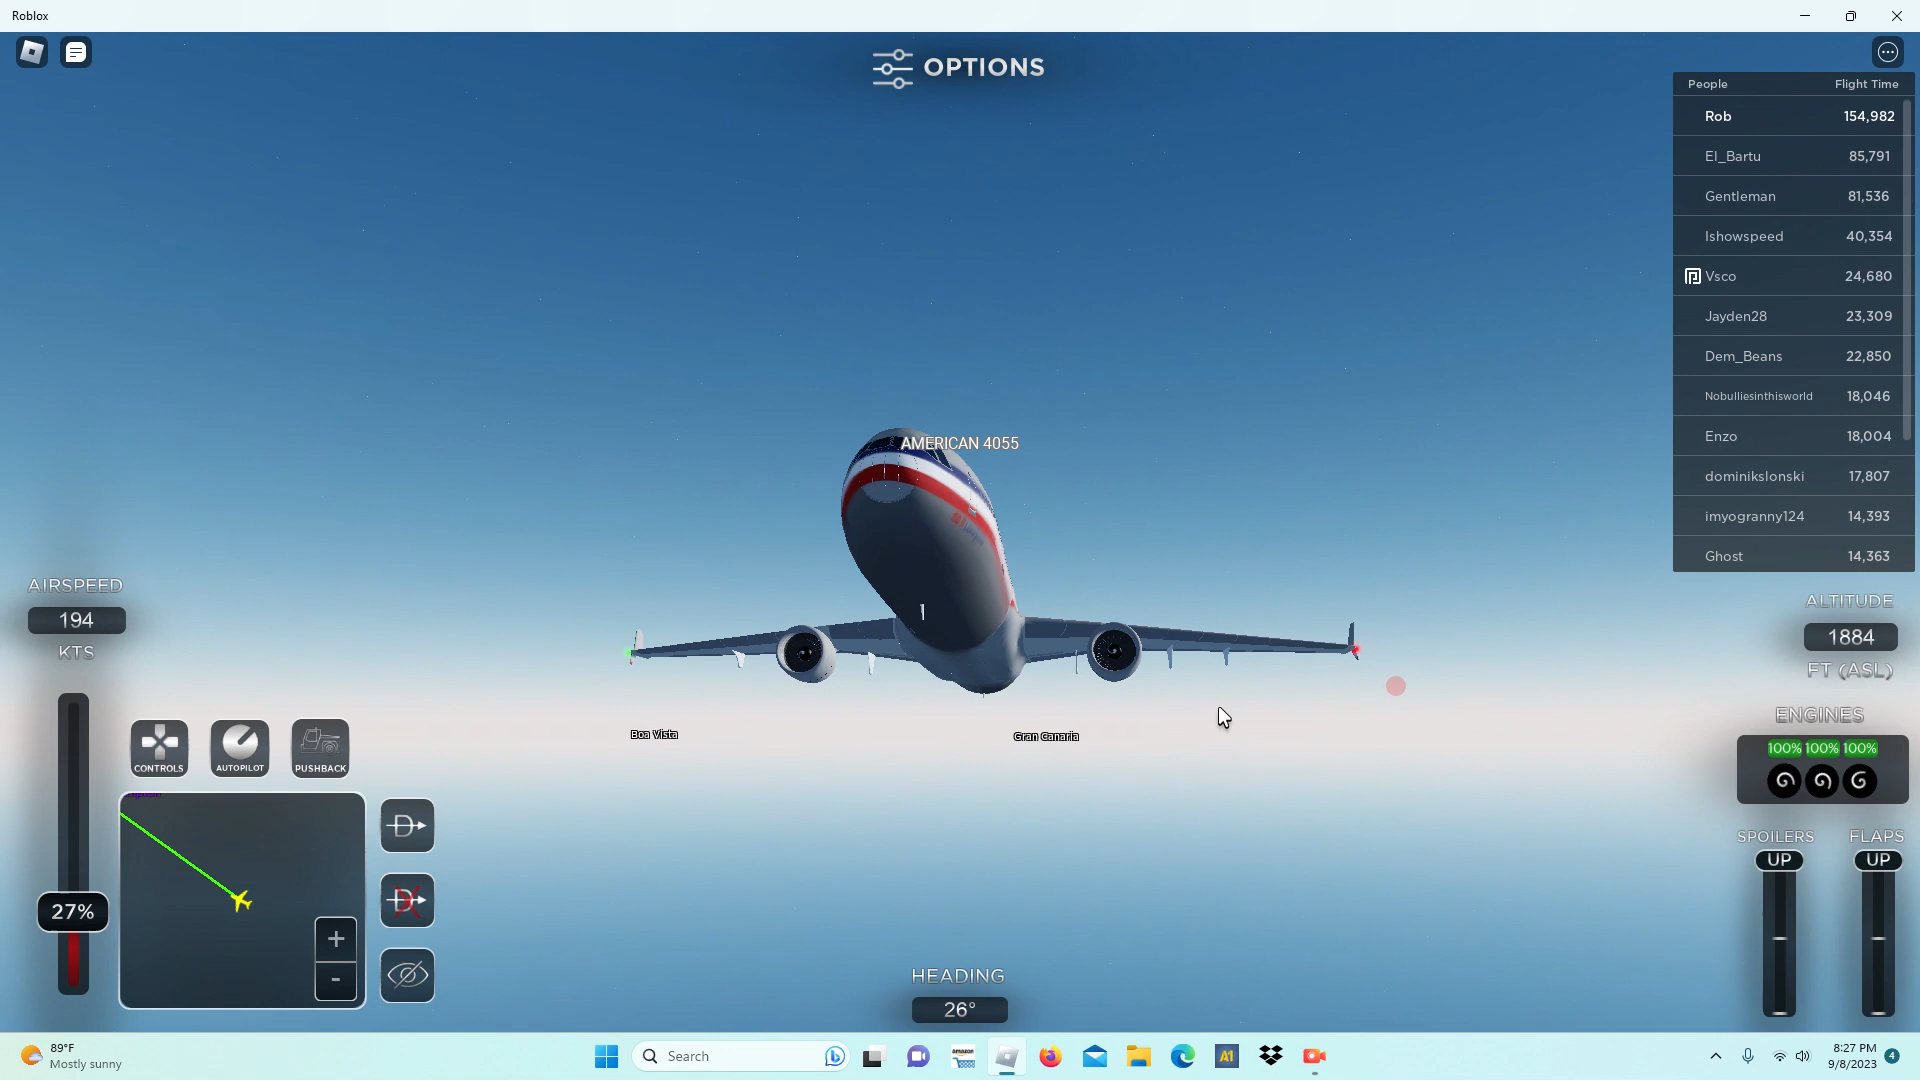 Roblox
OPTIONS
People Flight Time
Rob 154,982
El_Bartu 85,791
Gentleman 81,536
Ishowspeed 40,354
Vsco 24,680
Jayden28 23,309
Dem_Beans 22,850
Nobulliesinthisworld 18,046
Enzo 18,004
dominikslonski 17,807
imyogranny124 14,393
Ghost 14,363
AMERICAN 4055
AIRSPEED
194
KTS
ALTITUDE
1884
FT (ASL)
Boa Vista
Gran Canaria
ENGINES
100% 100% 100%
CONTROLS
AUTOPILOT
PUSHBACK
SPOILERS FLAPS
UP UP
27%
+
-
HEADING
26°
89°F
Mostly sunny
Search
amazon
A1
8:27 PM
9/8/2023
4